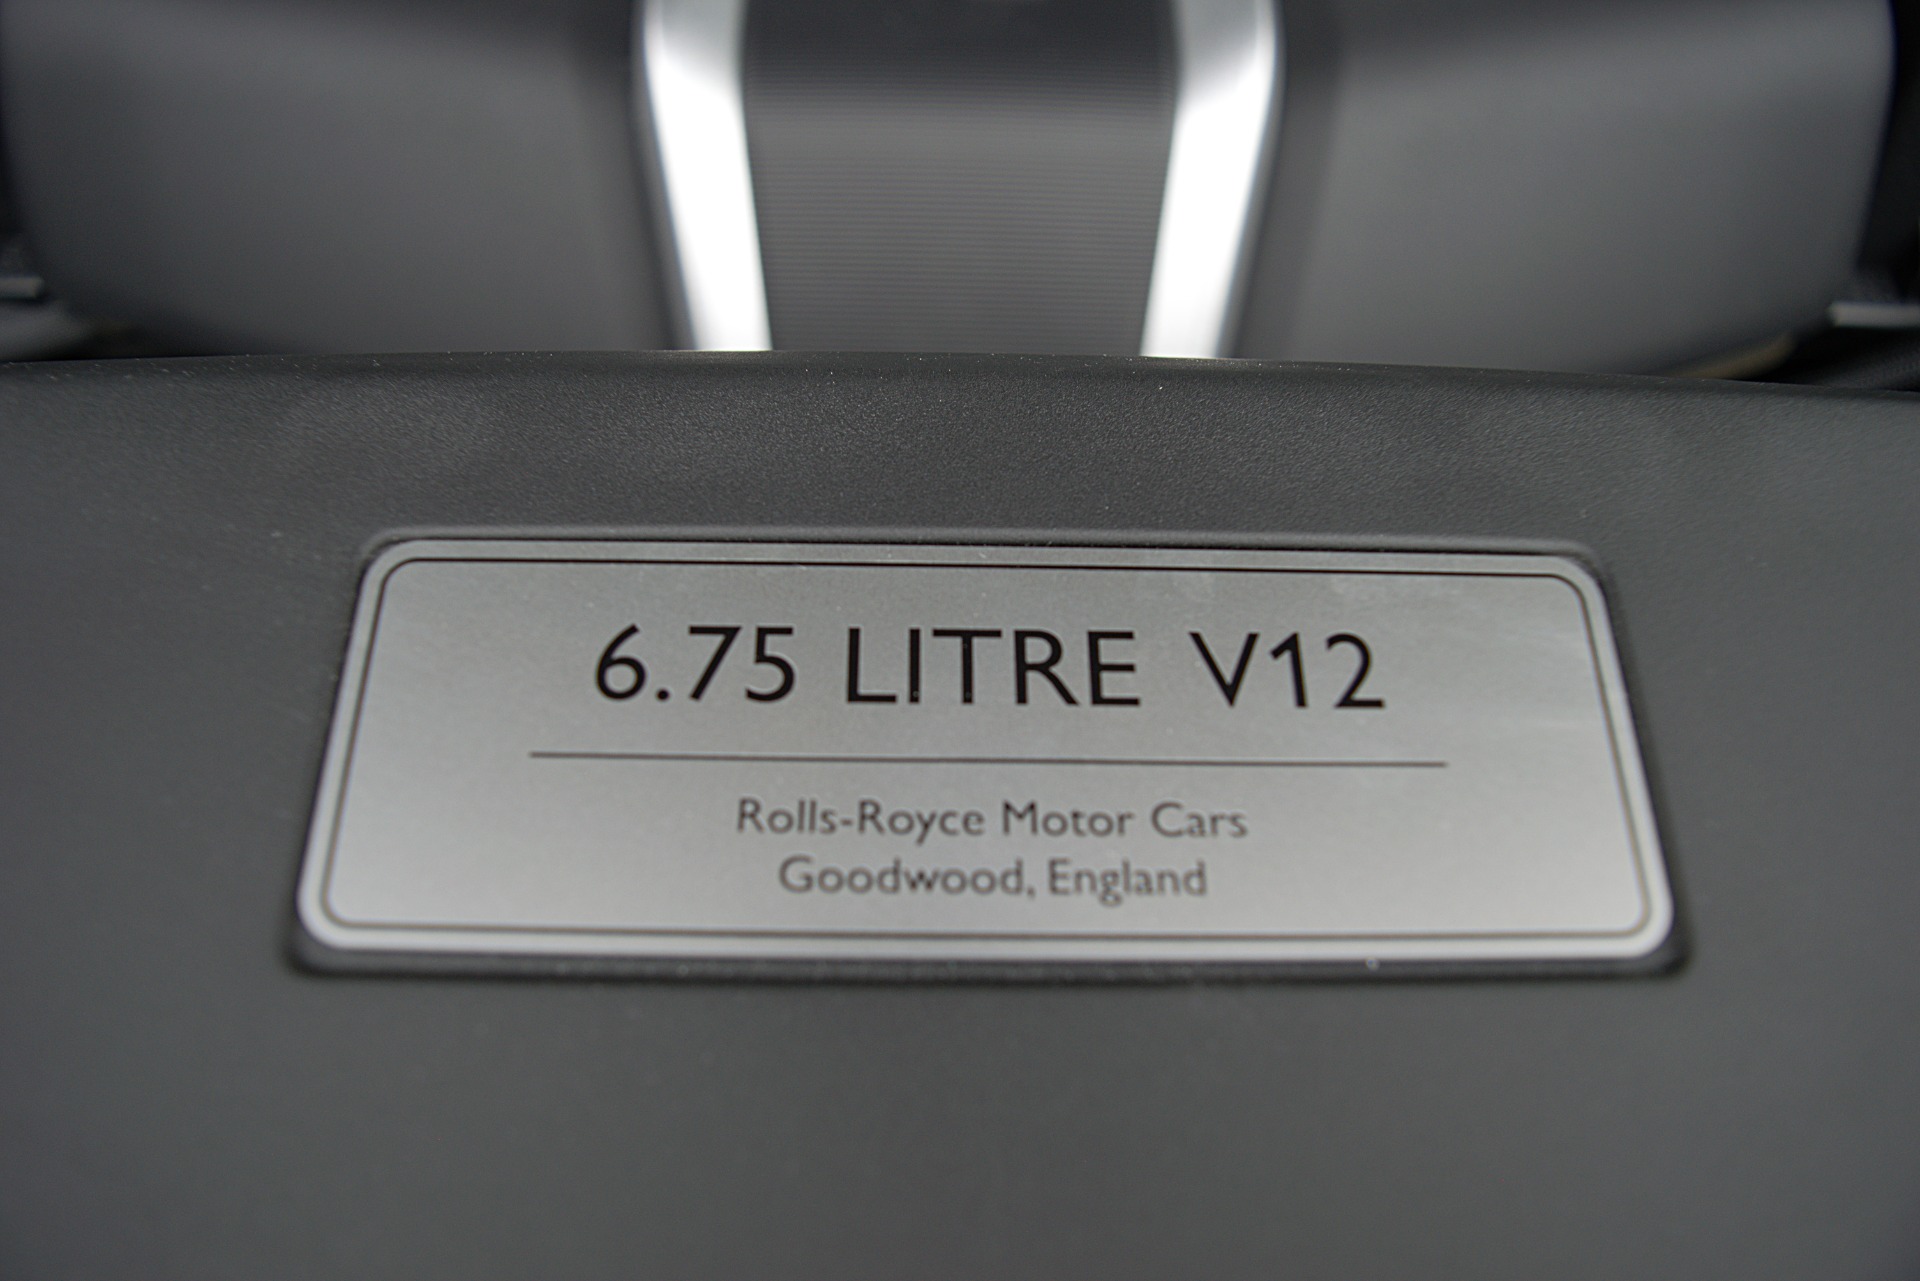 6.75 LITRE V12
Rolls-Royce Motor Cars
Goodwood, England